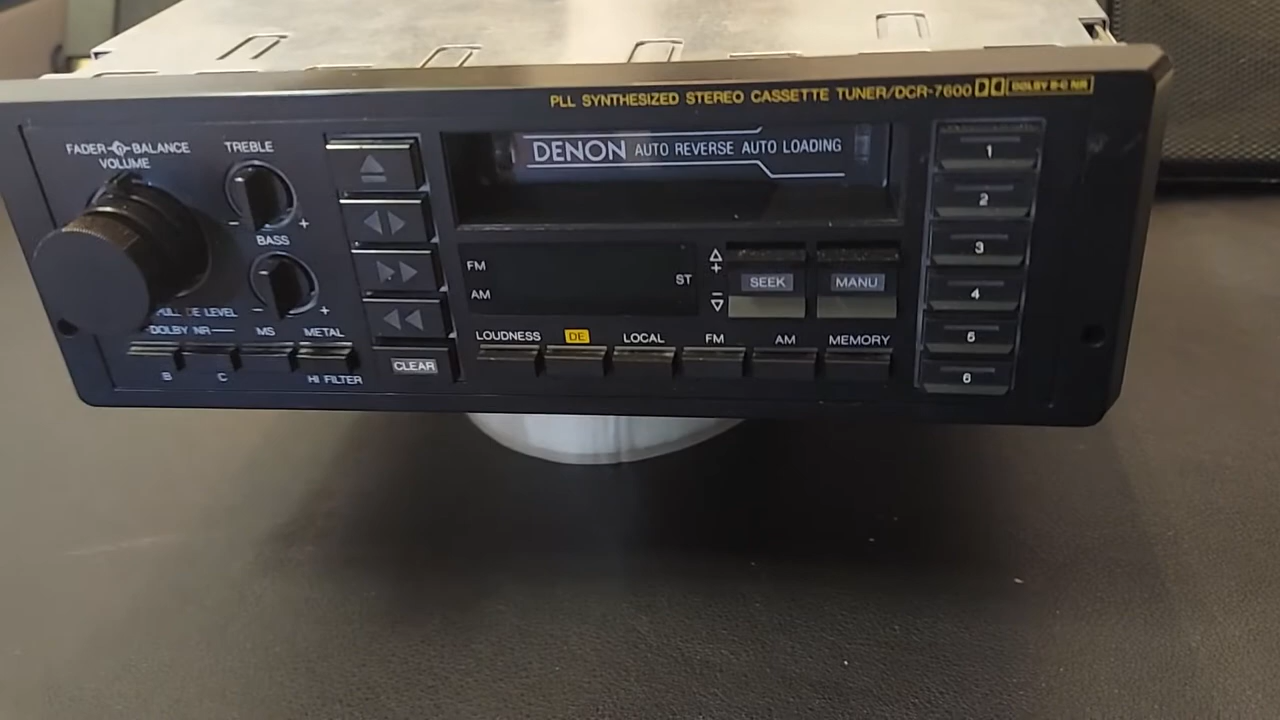 PLL SYNTHESIZED STEREO CASSETTE TUNER/DCR-7600 DOLBY B-C NR
FADER BALANCE
VOLUME
TREBLE
- +
BASS
- +
PULL DE LEVEL
DOLBY NR
MS
METAL
B
C
HI FILTER
CLEAR
DENON AUTO REVERSE AUTO LOADING
FM
AM
ST
+
-
SEEK
MANU
LOUDNESS
DE
LOCAL
FM
AM
MEMORY
1
2
3
4
5
6